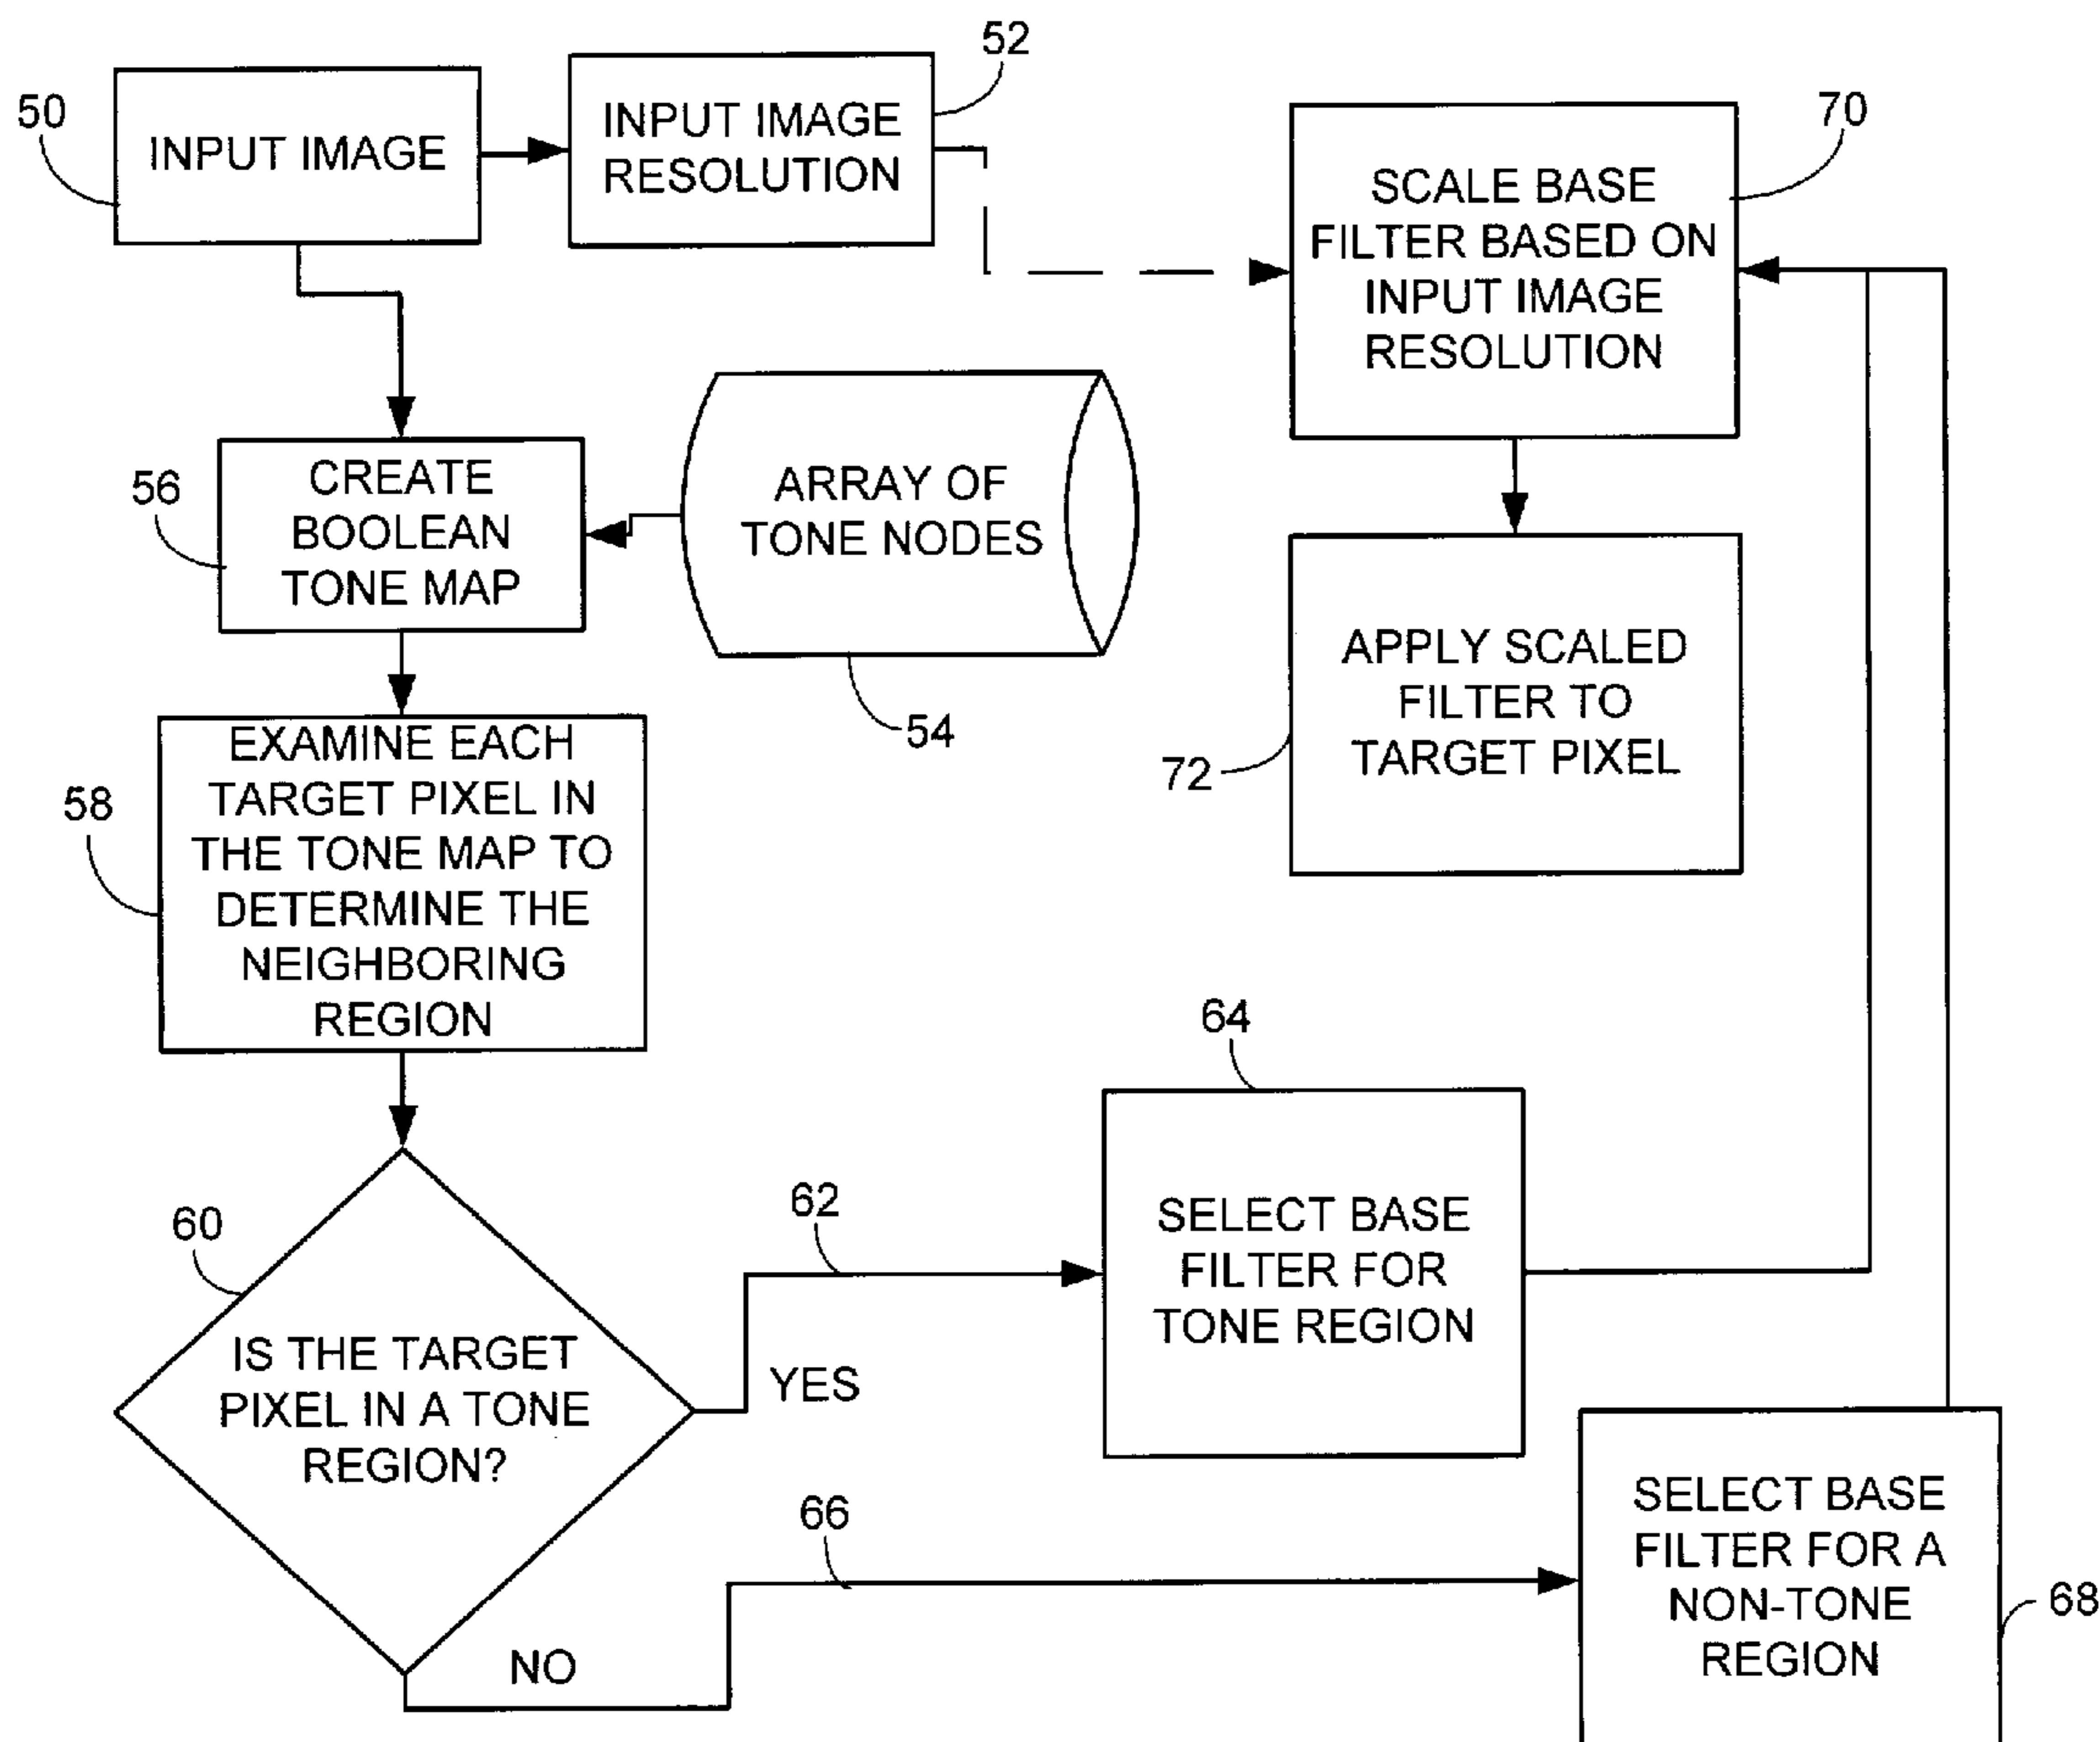 52
50
INPUT IMAGE
INPUT IMAGE
RESOLUTION
70
SCALE BASE
FILTER BASED ON
INPUT IMAGE
RESOLUTION
56
CREATE
BOOLEAN
TONE MAP
ARRAY OF
TONE NODES
54
APPLY SCALED
FILTER TO
TARGET PIXEL
72
58
EXAMINE EACH
TARGET PIXEL IN
THE TONE MAP TO
DETERMINE THE
NEIGHBORING
REGION
64
60
62
SELECT BASE
FILTER FOR
TONE REGION
IS THE TARGET
PIXEL IN A TONE
REGION?
YES
66
NO
SELECT BASE
FILTER FOR A
NON-TONE
REGION
68